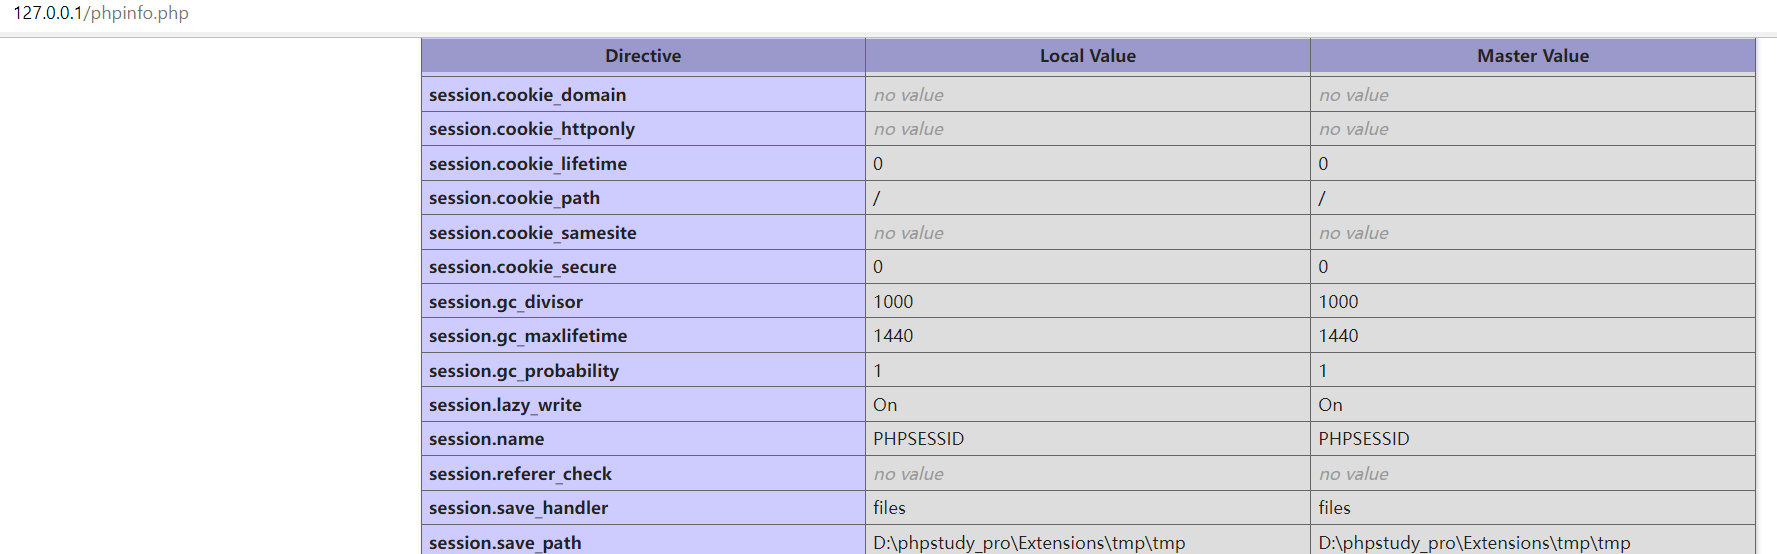 127.0.0.1/phpinfo.php
Directive Local Value Master Value
session.cookie_domain no value no value
session.cookie_httponly no value no value
session.cookie_lifetime 0 0
session.cookie_path / /
session.cookie_samesite no value no value
session.cookie_secure 0 0
session.gc_divisor 1000 1000
session.gc_maxlifetime 1440 1440
session.gc_probability 1 1
session.lazy_write On On
session.name PHPSESSID PHPSESSID
session.referer_check no value no value
session.save_handler files files
session.save_path D:\phpstudy_pro\Extensions\tmp\tmp D:\phpstudy_pro\Extensions\tmp\tmp